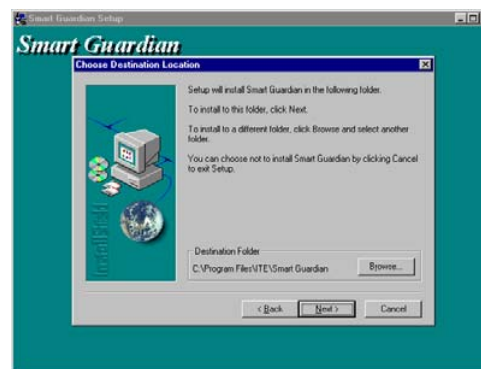 Smart Guardian Setup
Smart Guardian
Choose Destination Location
Setup will install Smart Guardian in the following folder.
To install to this folder, click Next.
To install to a different folder, click Browse and select another
folder.
You can choose not to install Smart Guardian by clicking Cancel
to exit Setup.
InstallShield
Destination Folder
C:\Program Files\ITE\Smart Guardian
Browse...
< Back
Next >
Cancel